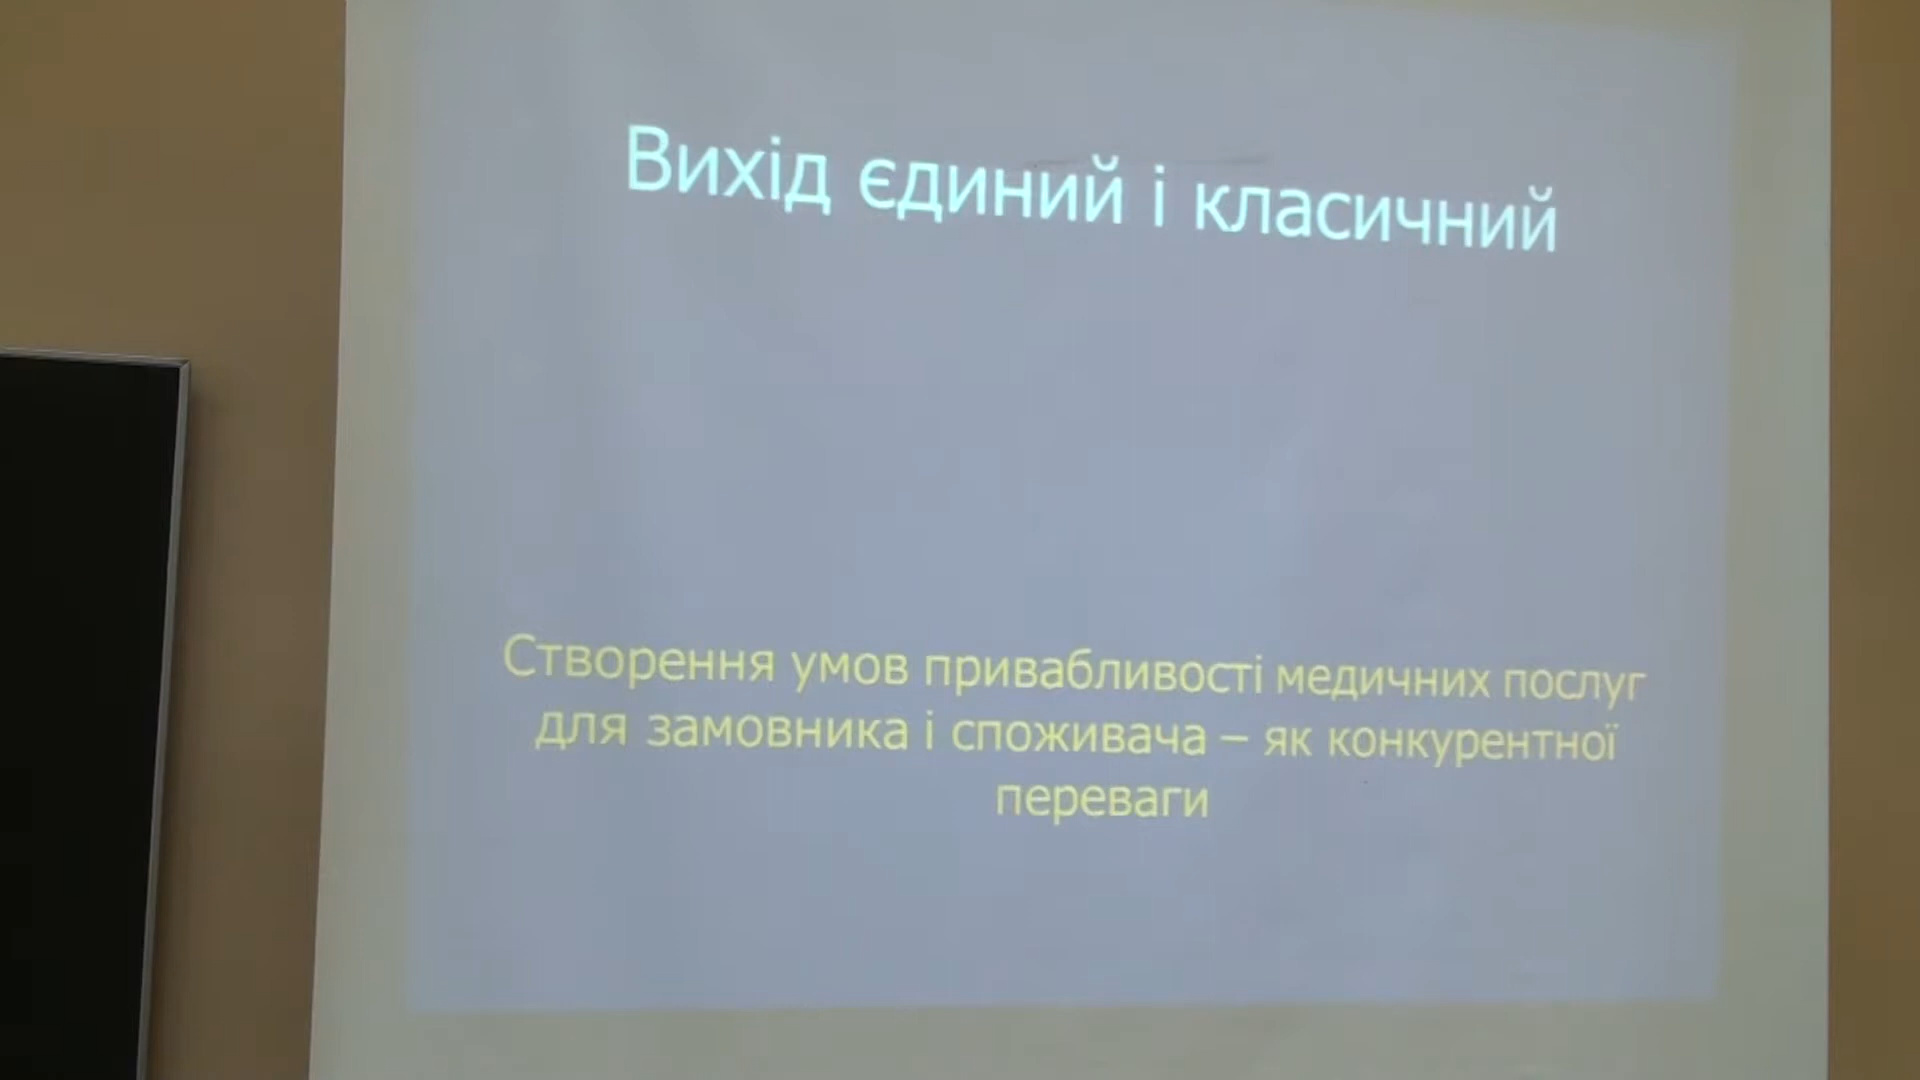 Вихід єдиний і класичний
Створення умов привабливості медичних послуг
для замовника і споживача – як конкурентної
переваги